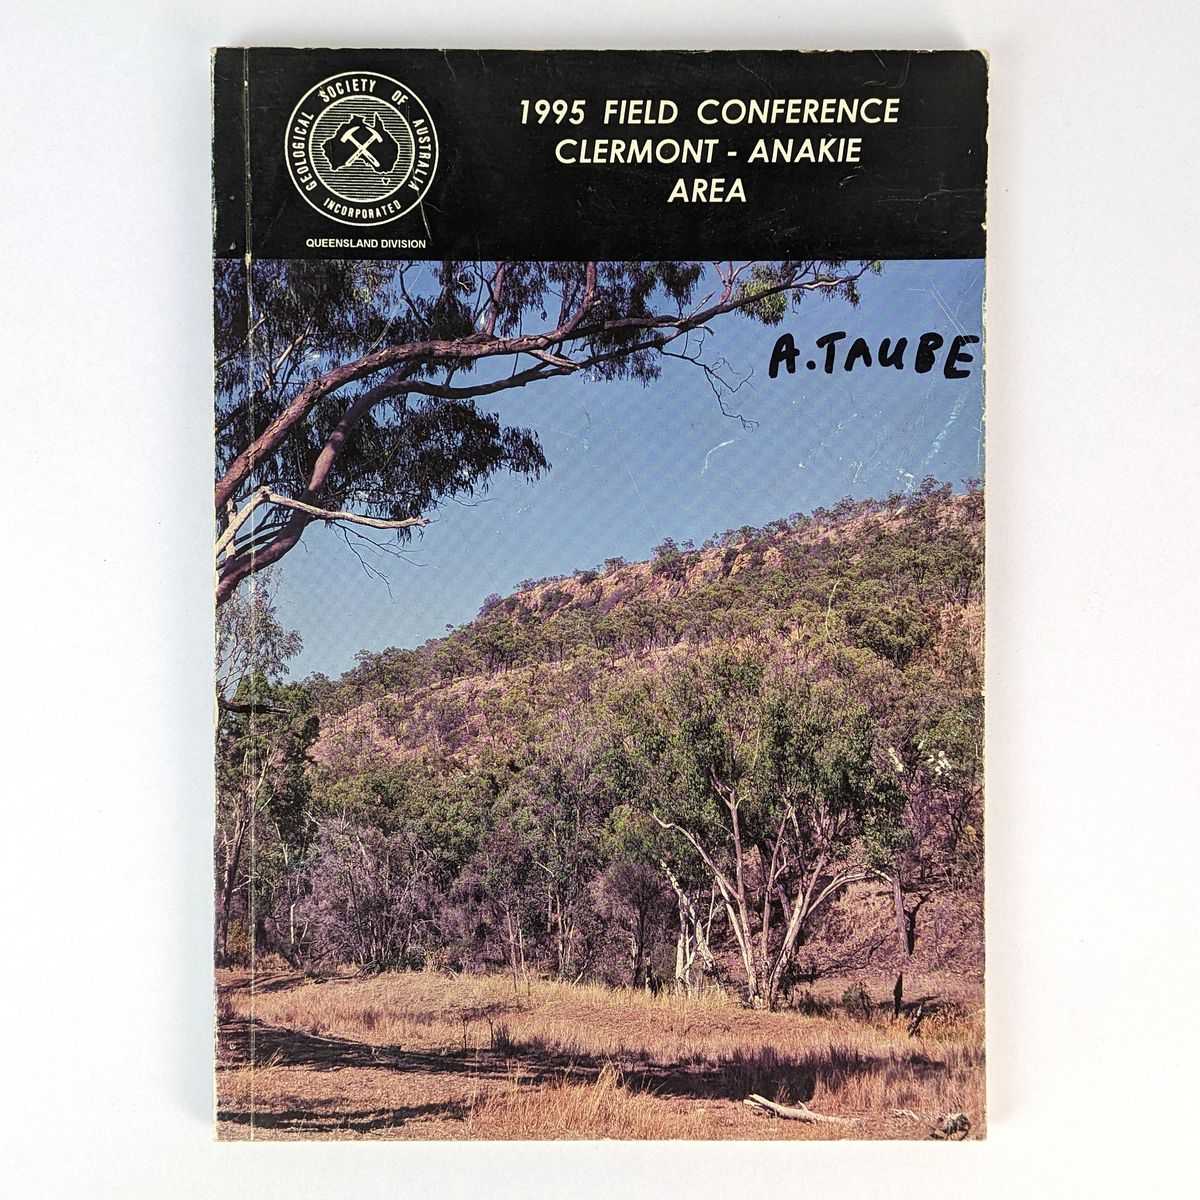 GEOLOGICAL SOCIETY OF AUSTRALIA
INCORPORATED
QUEENSLAND DIVISION
1995 FIELD CONFERENCE
CLERMONT - ANAKIE
AREA
A. TAUBE